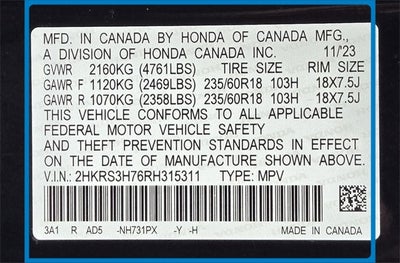 MFD. IN CANADA BY HONDA OF CANADA MFG.,
A DIVISION OF HONDA CANADA INC. 11/'23
GVWR 2160KG (4761LBS) TIRE SIZE RIM SIZE
GAWR F 1120KG (2469LBS) 235/60R18 103H 18X7.5J
GAWR R 1070KG (2358LBS) 235/60R18 103H 18X7.5J
THIS VEHICLE CONFORMS TO ALL APPLICABLE
FEDERAL MOTOR VEHICLE SAFETY
AND THEFT PREVENTION STANDARDS IN EFFECT
ON THE DATE OF MANUFACTURE SHOWN ABOVE.
V.I.N.: 2HKRS3H76RH315311 TYPE: MPV
3A1 R AD5 -NH731PX -Y -H MADE IN CANADA